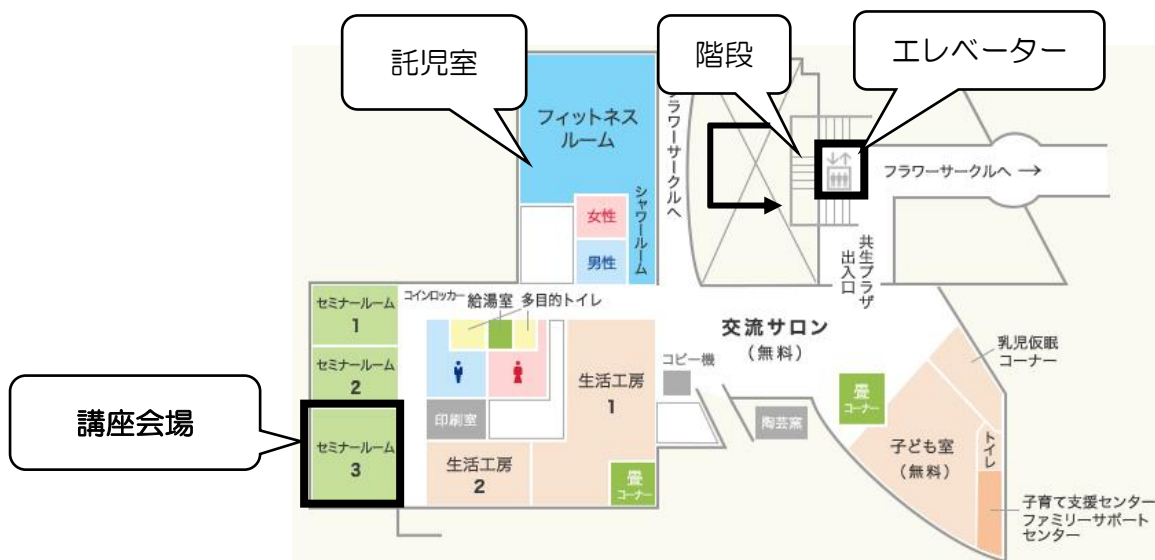 託児室
階段
エレベーター
フィットネス
ルーム
ラワーサークルへ
フラワーサークルへ →
シャワールーム
女性
男性
共生プラザ
出入口
セミナールーム
1
コインロッカー
給湯室
多目的トイレ
交流サロン
(無料)
乳児仮眠
コーナー
コピー機
セミナールーム
2
生活工房
1
畳
コーナー
講座会場
印刷室
陶芸窯
セミナールーム
3
生活工房
2
畳
コーナー
子ども室
(無料)
トイレ
子育て支援センター
ファミリーサポート
センター